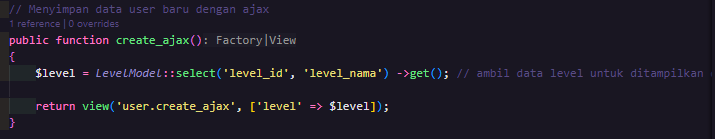 // Menyimpan data user baru dengan ajax
1 reference | 0 overrides
public function create_ajax(): Factory|View
{
$level = LevelModel::select('level_id', 'level_nama') ->get(); // ambil data level untuk ditampilkan
return view('user.create_ajax', ['level' => $level]);
}